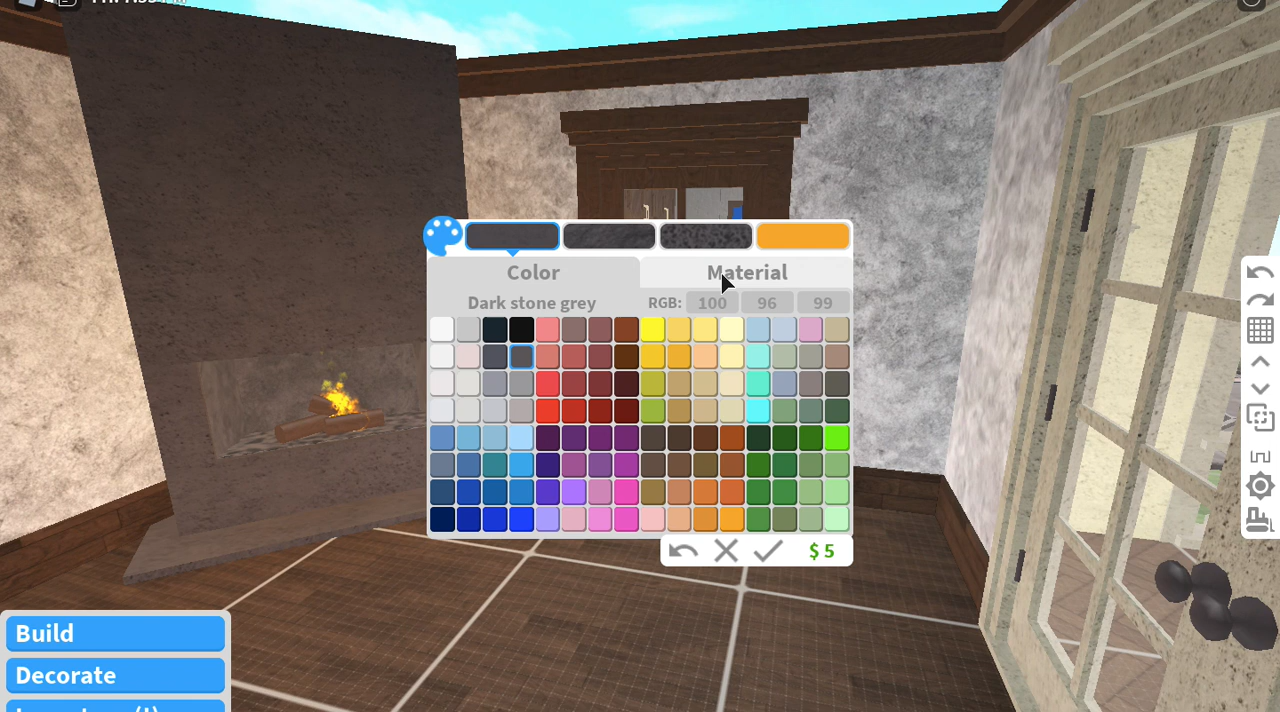 Color
Material
Dark stone grey
RGB: 100 96 99
$ 5
Build
Decorate